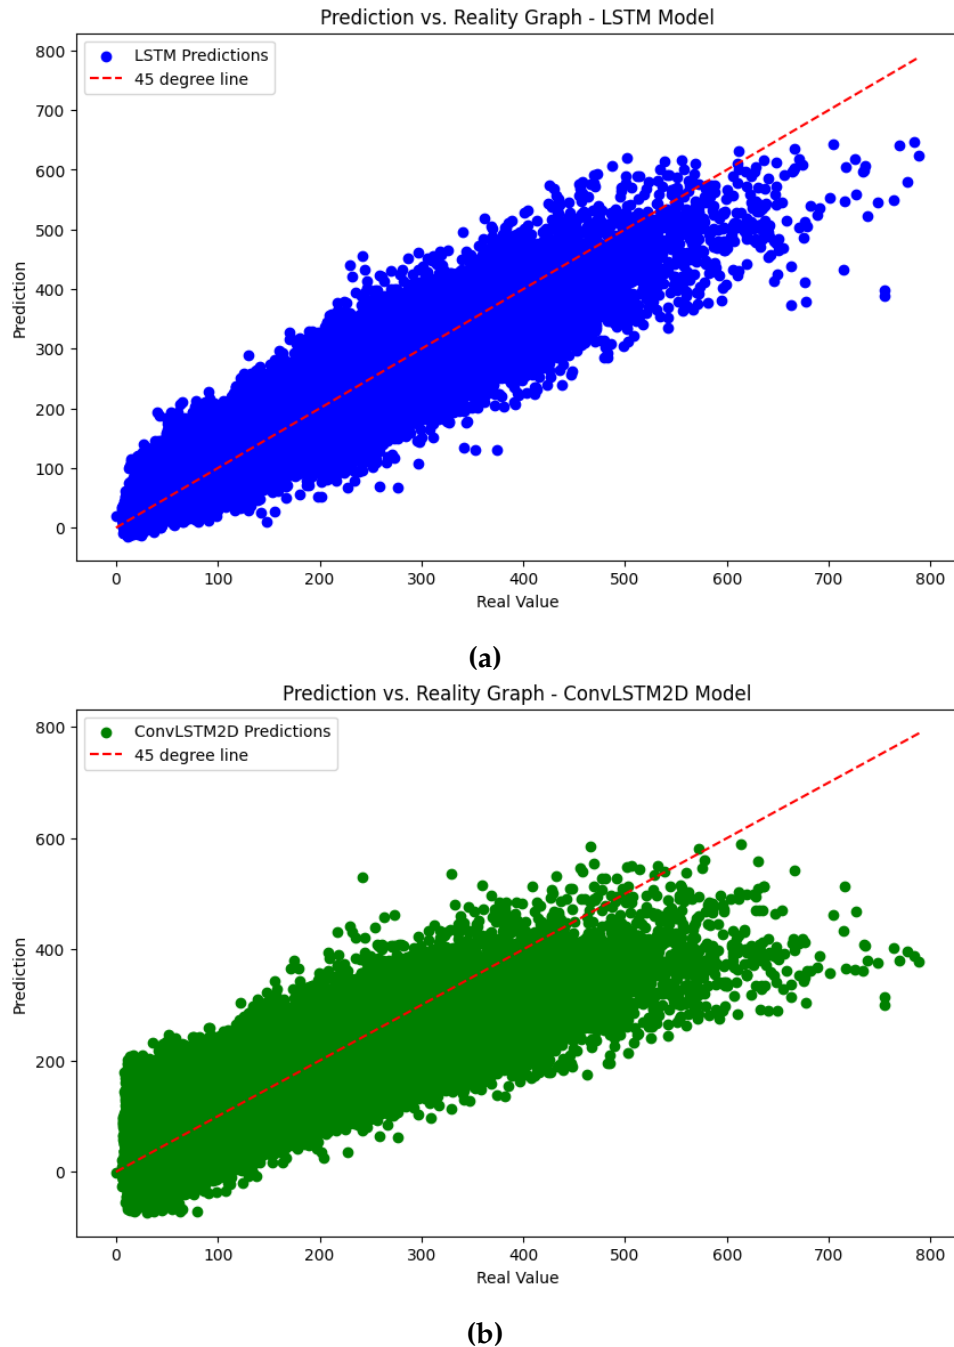 Prediction vs. Reality Graph - LSTM Model
800
LSTM Predictions
45 degree line
700
600
500
400
300
200
100
0
Prediction
0 100 200 300 400 500 600 700 800
Real Value
(a)
Prediction vs. Reality Graph - ConvLSTM2D Model
800
ConvLSTM2D Predictions
45 degree line
600
400
200
0
Prediction
0 100 200 300 400 500 600 700 800
Real Value
(b)